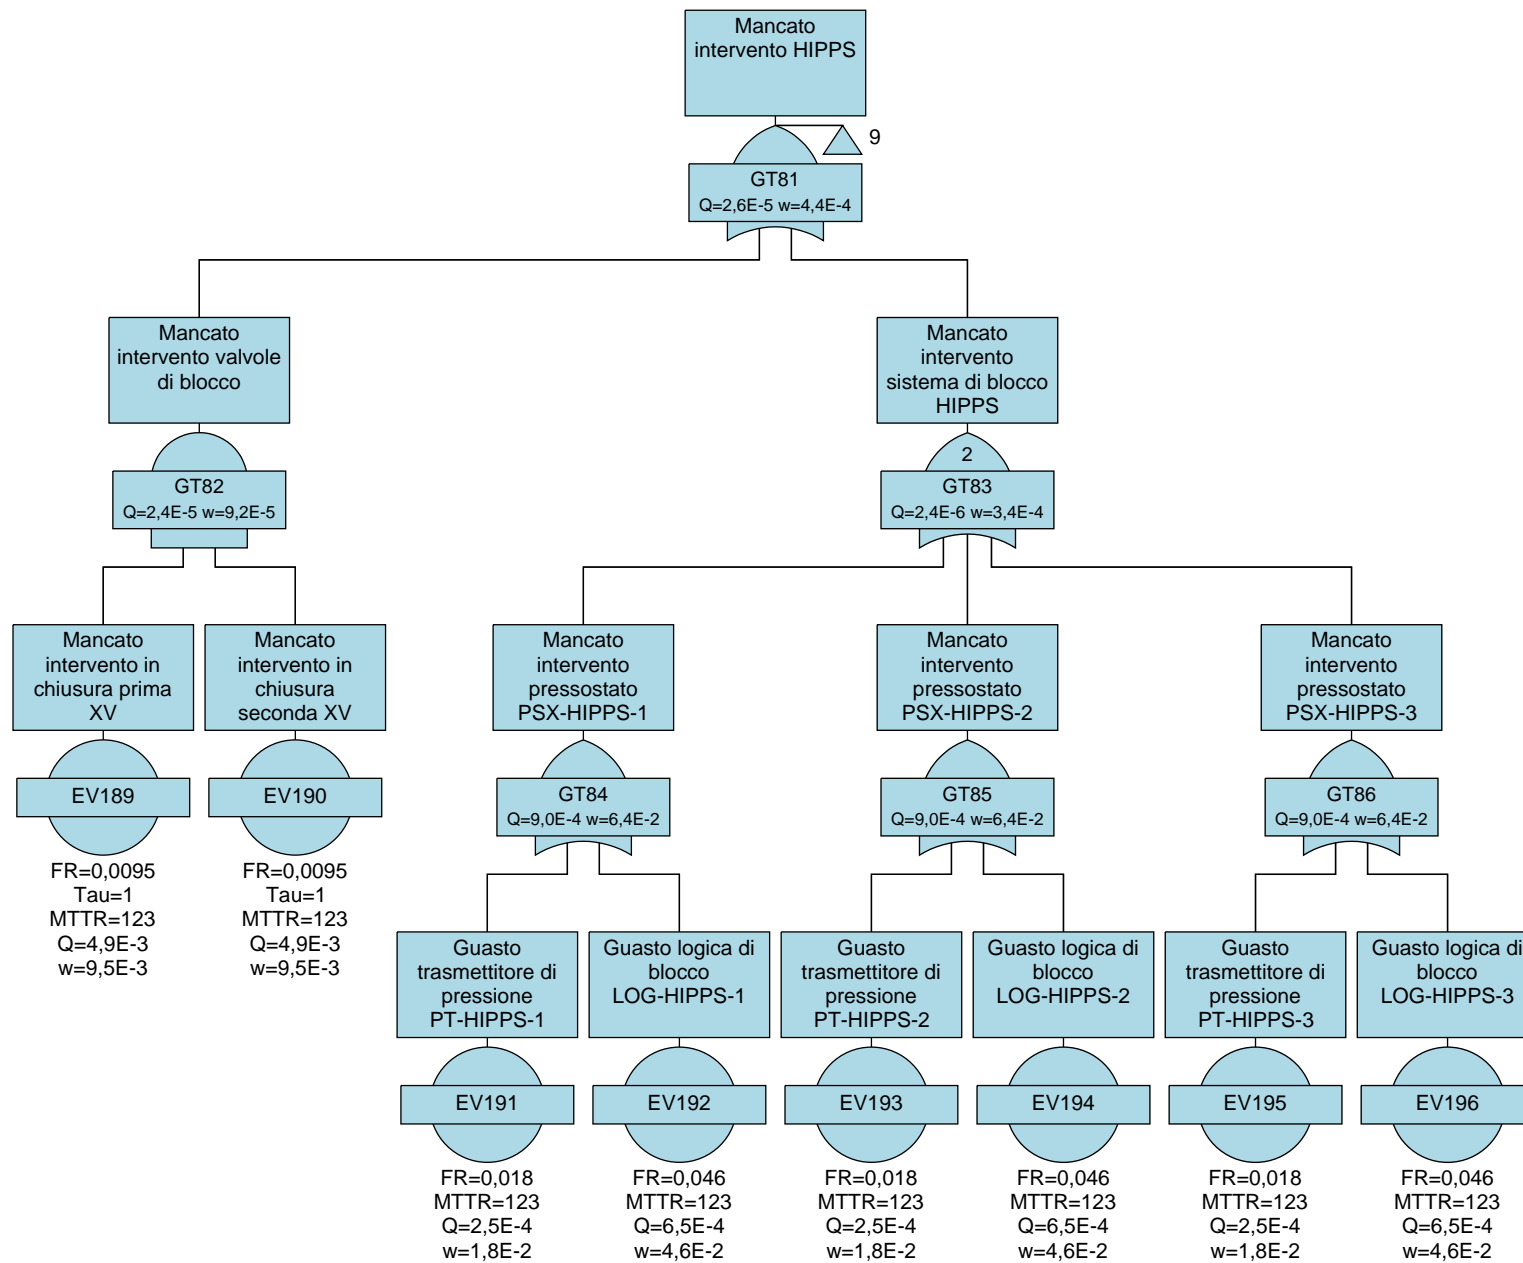 Mancato
intervento HIPPS
9
GT81
Q=2,6E-5 w=4,4E-4
Mancato
intervento valvole
di blocco
Mancato
intervento
sistema di blocco
HIPPS
GT82
Q=2,4E-5 w=9,2E-5
2
GT83
Q=2,4E-6 w=3,4E-4
Mancato
intervento in
chiusura prima
XV
Mancato
intervento in
chiusura
seconda XV
Mancato
intervento
pressostato
PSX-HIPPS-1
Mancato
intervento
pressostato
PSX-HIPPS-2
Mancato
intervento
pressostato
PSX-HIPPS-3
EV189
FR=0,0095
Tau=1
MTTR=123
Q=4,9E-3
w=9,5E-3
EV190
FR=0,0095
Tau=1
MTTR=123
Q=4,9E-3
w=9,5E-3
GT84
Q=9,0E-4 w=6,4E-2
GT85
Q=9,0E-4 w=6,4E-2
GT86
Q=9,0E-4 w=6,4E-2
Guasto
trasmettitore di
pressione
PT-HIPPS-1
Guasto logica di
blocco
LOG-HIPPS-1
Guasto
trasmettitore di
pressione
PT-HIPPS-2
Guasto logica di
blocco
LOG-HIPPS-2
Guasto
trasmettitore di
pressione
PT-HIPPS-3
Guasto logica di
blocco
LOG-HIPPS-3
EV191
FR=0,018
MTTR=123
Q=2,5E-4
w=1,8E-2
EV192
FR=0,046
MTTR=123
Q=6,5E-4
w=4,6E-2
EV193
FR=0,018
MTTR=123
Q=2,5E-4
w=1,8E-2
EV194
FR=0,046
MTTR=123
Q=6,5E-4
w=4,6E-2
EV195
FR=0,018
MTTR=123
Q=2,5E-4
w=1,8E-2
EV196
FR=0,046
MTTR=123
Q=6,5E-4
w=4,6E-2